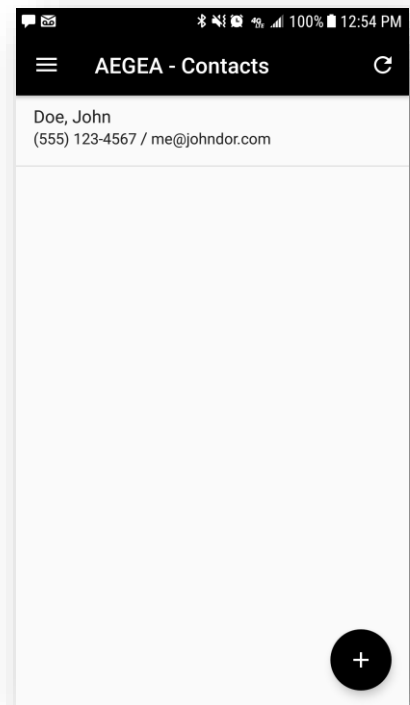 100% 12:54 PM
AEGEA - Contacts
Doe, John
(555) 123-4567 / me@johndor.com
+